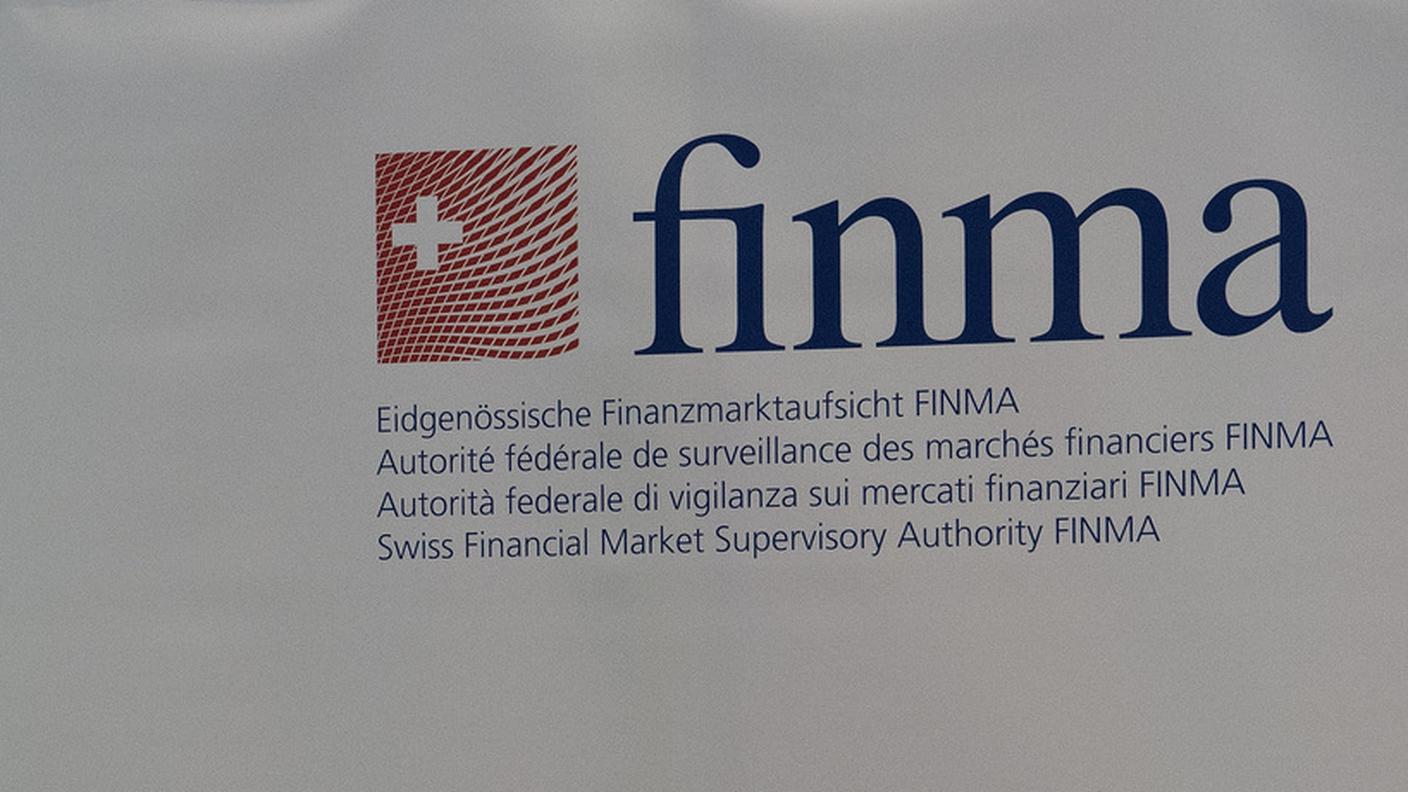 finma
Eidgenössische Finanzmarktaufsicht FINMA
Autorité fédérale de surveillance des marchés financiers FINMA
Autorità federale di vigilanza sui mercati finanziari FINMA
Swiss Financial Market Supervisory Authority FINMA